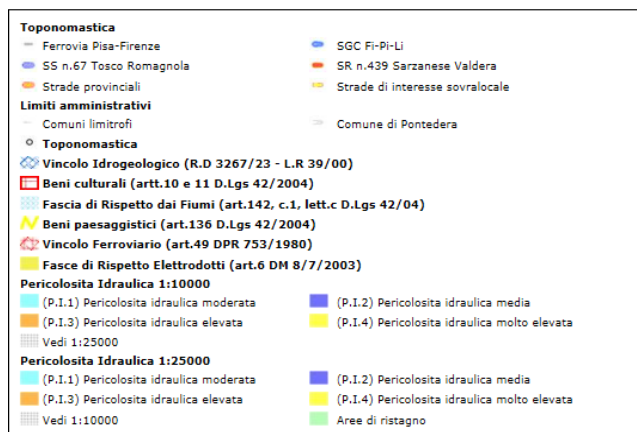 Toponomastica
Ferrovia Pisa-Firenze SGC Fi-Pi-Li
SS n.67 Tosco Romagnola SR n.439 Sarzanese Valdera
Strade provinciali Strade di interesse sovralocale
Limiti amministrativi
Comuni limitrofi Comune di Pontedera
Toponomastica
Vincolo Idrogeologico (R.D 3267/23 - L.R 39/00)
Beni culturali (artt.10 e 11 D.Lgs 42/2004)
Fascia di Rispetto dai Fiumi (art.142, c.1, lett.c D.Lgs 42/04)
Beni paesaggistici (art.136 D.Lgs 42/2004)
Vincolo Ferroviario (art.49 DPR 753/1980)
Fasce di Rispetto Elettrodotti (art.6 DM 8/7/2003)
Pericolosita Idraulica 1:10000
(P.I.1) Pericolosita idraulica moderata (P.I.2) Pericolosita idraulica media
(P.I.3) Pericolosita idraulica elevata (P.I.4) Pericolosita idraulica molto elevata
Vedi 1:25000
Pericolosita Idraulica 1:25000
(P.I.1) Pericolosita idraulica moderata (P.I.2) Pericolosita idraulica media
(P.I.3) Pericolosita idraulica elevata (P.I.4) Pericolosita idraulica molto elevata
Vedi 1:10000 Aree di ristagno